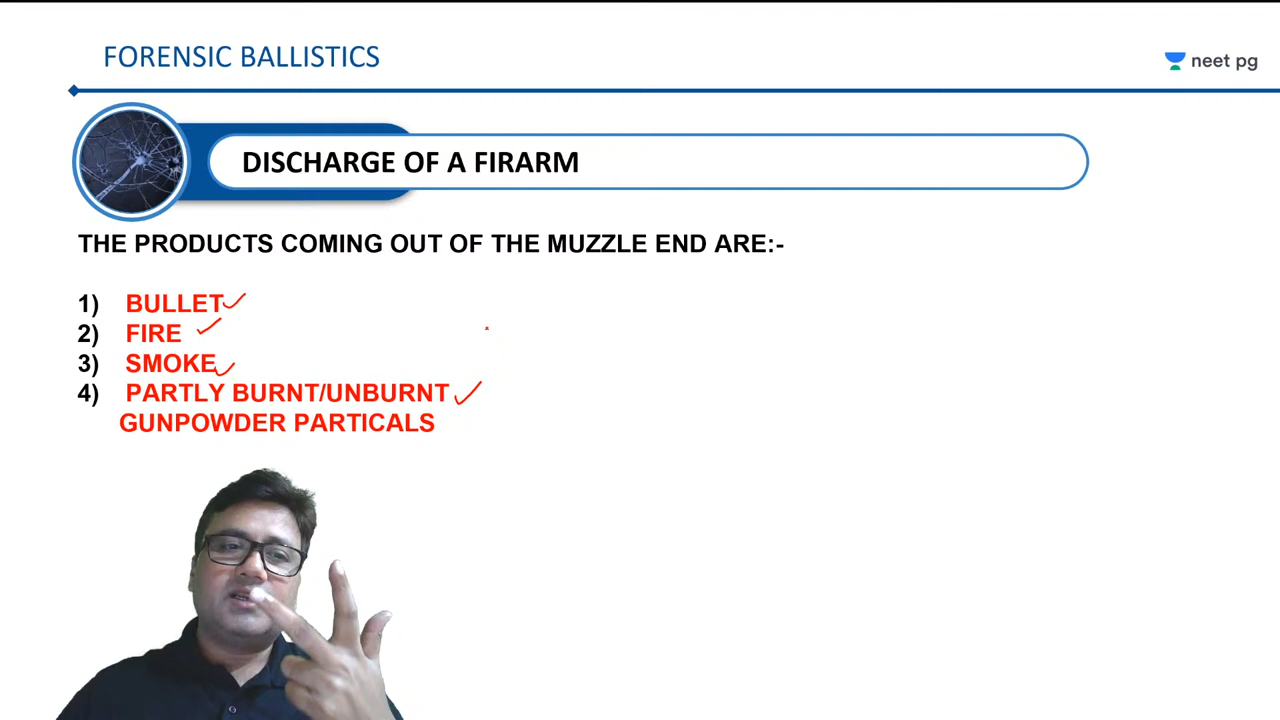 FORENSIC BALLISTICS
neet pg
DISCHARGE OF A FIRARM
THE PRODUCTS COMING OUT OF THE MUZZLE END ARE:-
1) BULLET
2) FIRE
3) SMOKE
4) PARTLY BURNT/UNBURNT
GUNPOWDER PARTICALS